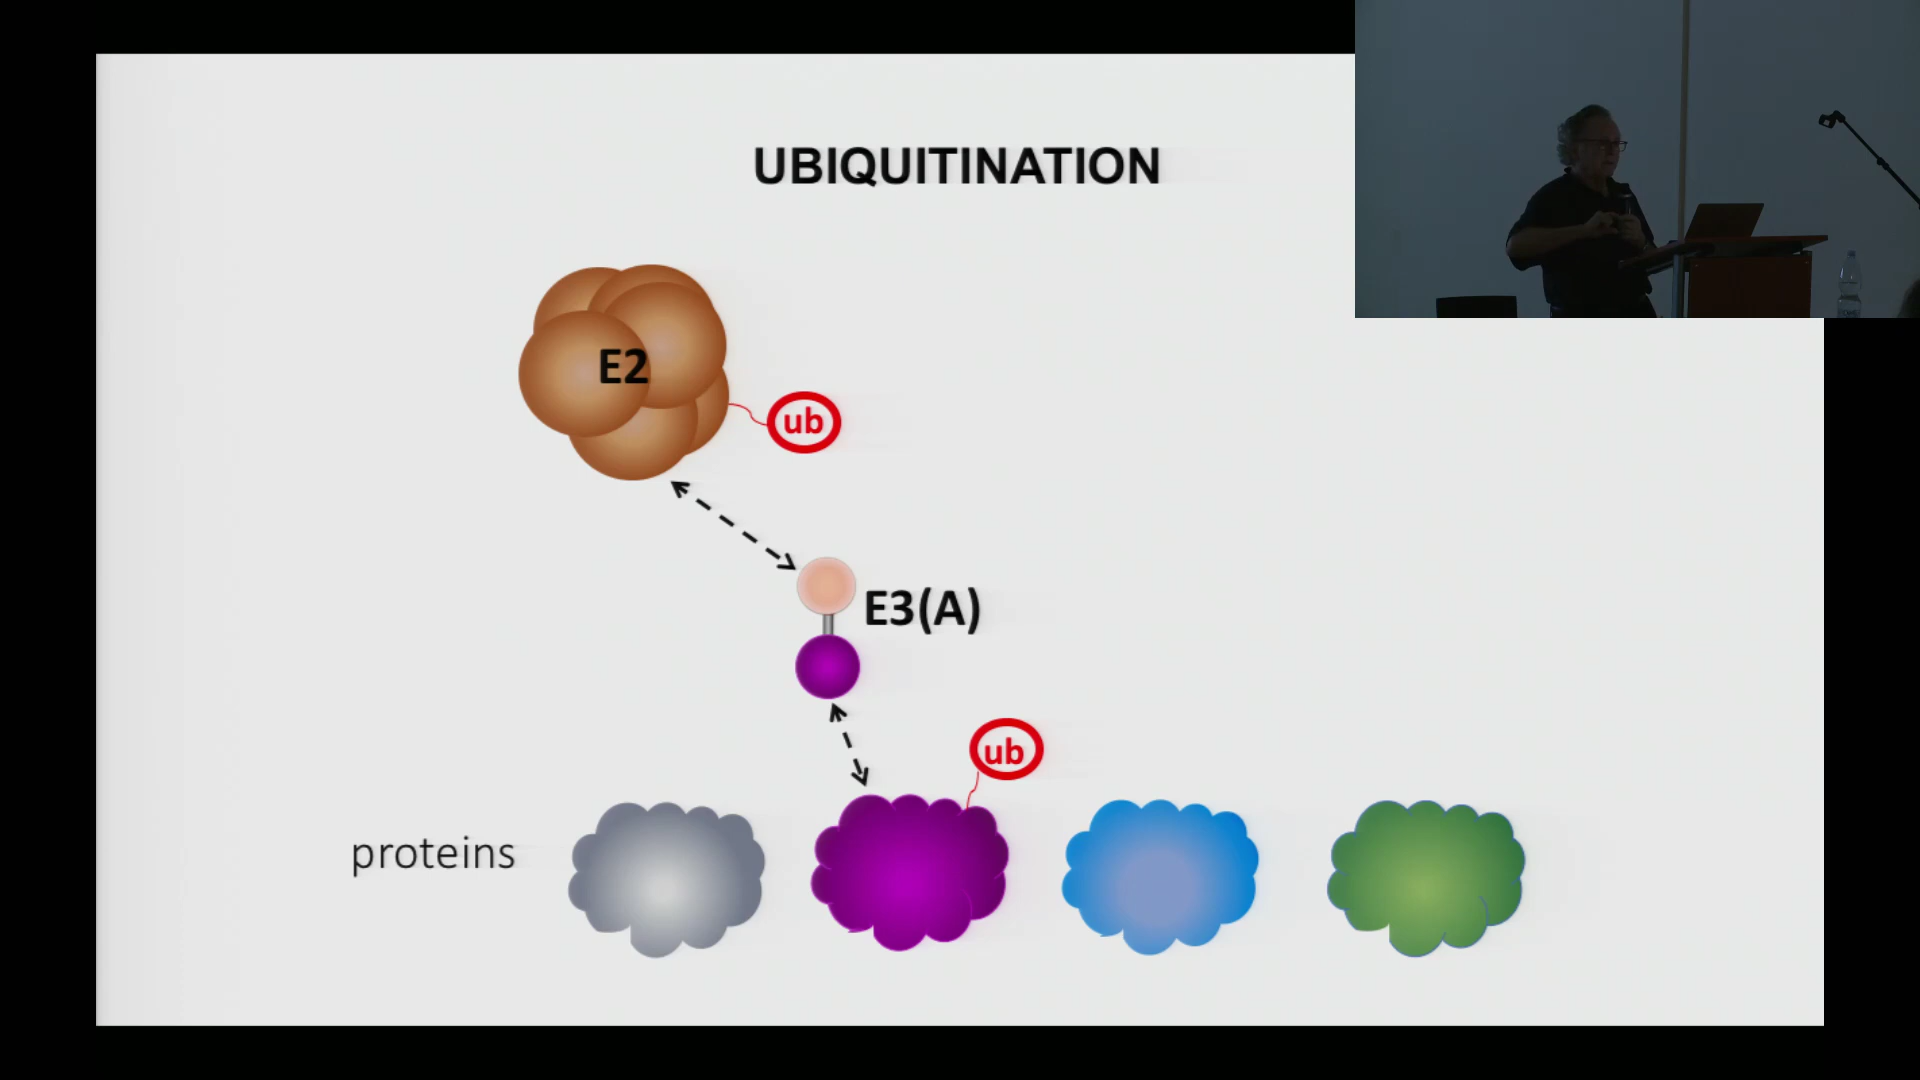 UBIQUITINATION
E2
ub
E3(A)
ub
proteins